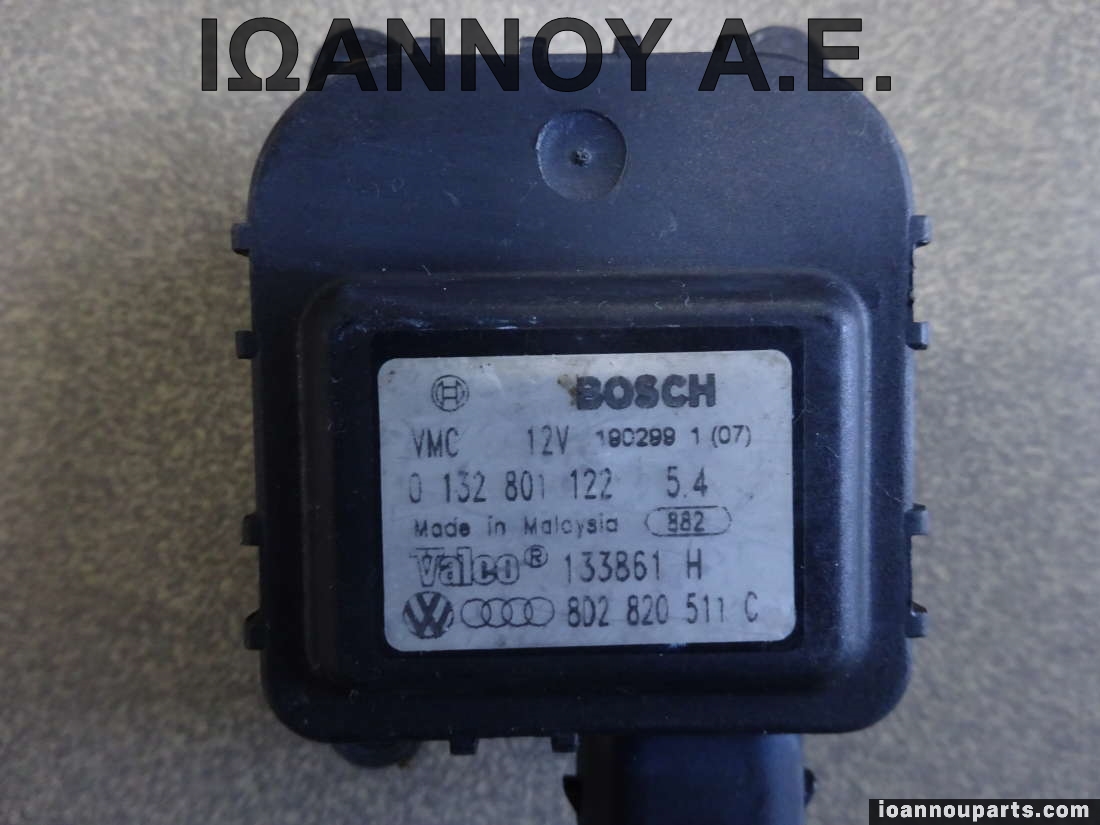 ΙΩΑΝΝΟΥ Α.Ε.
BOSCH
VMC 12V 190299 1 (07)
0 132 801 122 5.4
Made in Malaysia 882
Valeo® 133861 H
8D2 820 511 C
ioannouparts.com